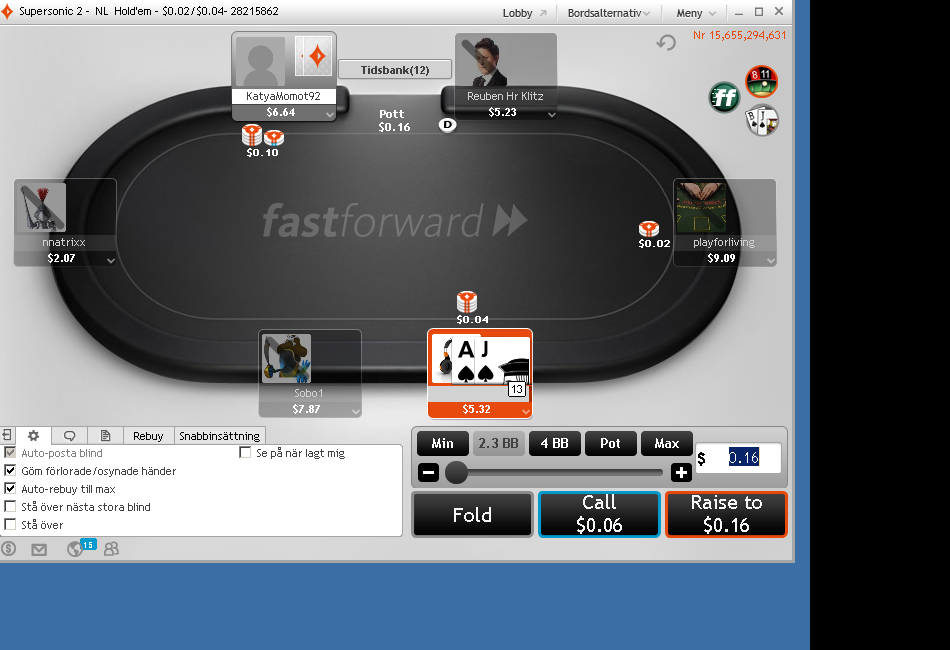 Supersonic 2 - NL Hold'em - $0.02/$0.04- 28215862
Lobby
Bordsalternativ
Meny
Nr 15,655,294,631
8 11
ff
B J
Tidsbank(12)
KatyaMomot92
$6.64
Reuben Hr Klitz
$5.23
Pott
$0.16
D
$0.10
nnatrixx
$2.07
fastforward
$0.02
playforliving
$9.09
$0.04
A J
13
$5.32
Sobo1
$7.87
Rebuy
Snabbinsättning
Auto-posta blind
Se på när lagt mig
Göm förlorade/osynade händer
Auto-rebuy till max
Stå över nästa stora blind
Stå över
15
Min
2.3 BB
4 BB
Pot
Max
$ 0.16
Fold
Call
$0.06
Raise to
$0.16